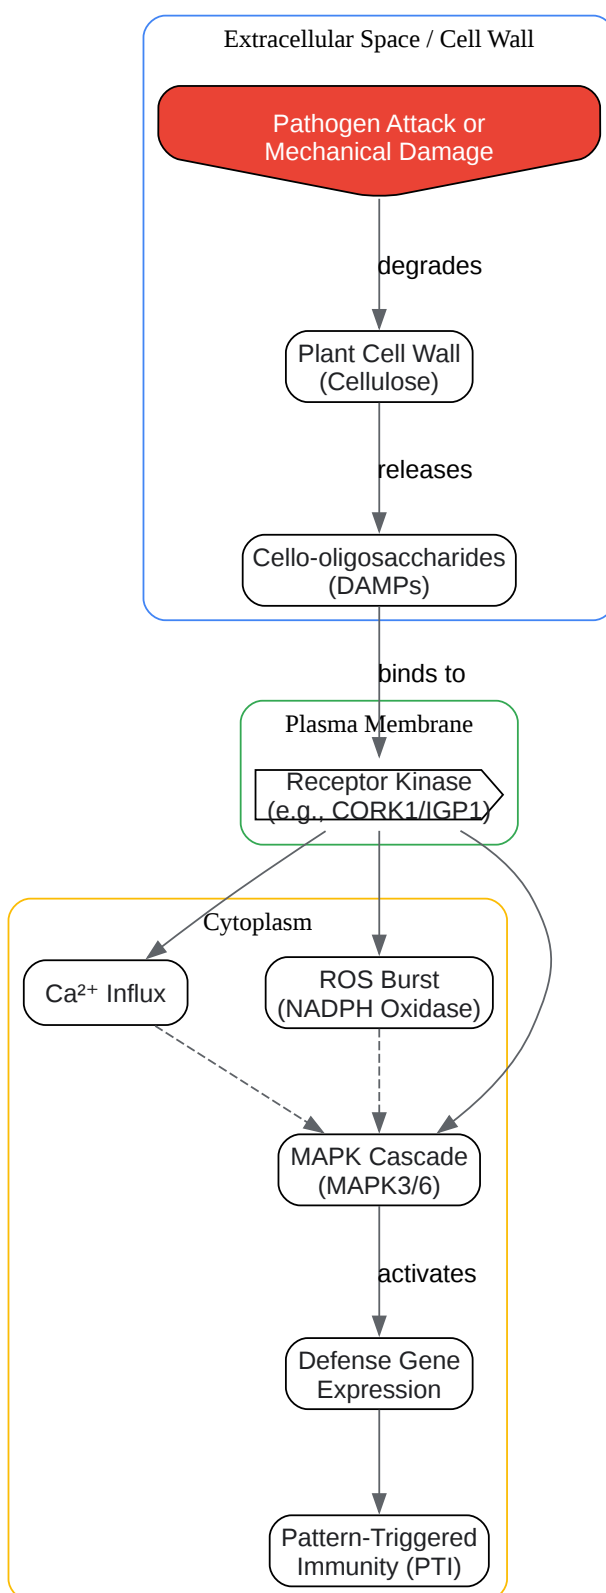 Extracellular Space / Cell Wall
Pathogen Attack or
Mechanical Damage
degrades
Plant Cell Wall
(Cellulose)
releases
Cello-oligosaccharides
(DAMPs)
binds to
Plasma Membrane
Receptor Kinase
(e.g., CORK1/IGP1)
Cytoplasm
Ca²⁺ Influx
ROS Burst
(NADPH Oxidase)
MAPK Cascade
(MAPK3/6)
activates
Defense Gene
Expression
Pattern-Triggered
Immunity (PTI)